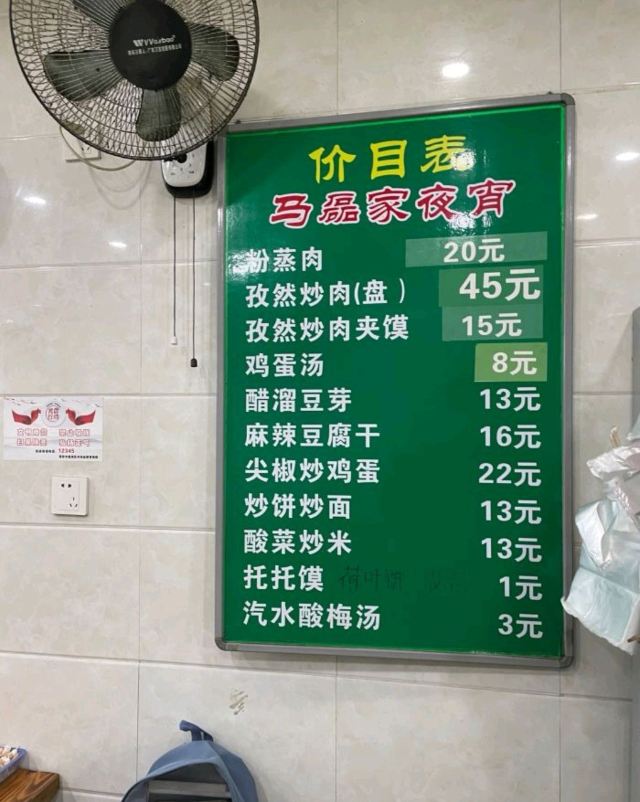 价目表
马磊家夜宵
粉蒸肉 20元
孜然炒肉(盘) 45元
孜然炒肉夹馍 15元
鸡蛋汤 8元
醋溜豆芽 13元
麻辣豆腐干 16元
尖椒炒鸡蛋 22元
炒饼炒面 13元
酸菜炒米 13元
托托馍 荷叶饼 1元
汽水酸梅汤 3元
12345